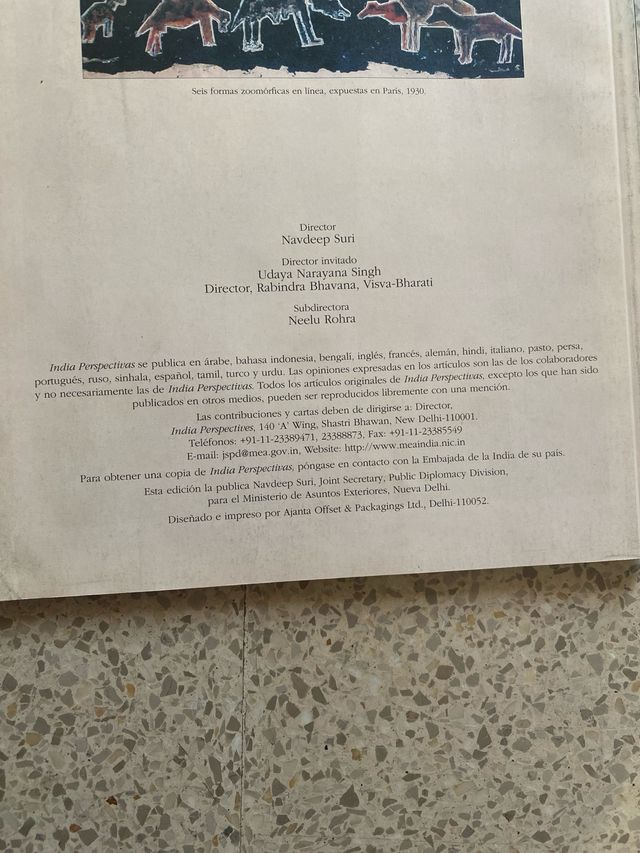 Seis formas zoomórficas en línea, expuestas en París, 1930.
Director
Navdeep Suri
Director invitado
Udaya Narayana Singh
Director, Rabindra Bhavana, Visva-Bharati
Subdirectora
Neelu Rohra
India Perspectivas se publica en árabe, bahasa indonesia, bengalí, inglés, francés, alemán, hindi, italiano, pasto, persa,
portugués, ruso, sinhala, español, tamil, turco y urdu. Las opiniones expresadas en los artículos son las de los colaboradores
y no necesariamente las de India Perspectivas. Todos los artículos originales de India Perspectivas, excepto los que han sido
publicados en otros medios, pueden ser reproducidos libremente con una mención.
Las contribuciones y cartas deben de dirigirse a: Director,
India Perspectives, 140 ‘A’ Wing, Shastri Bhawan, New Delhi-110001.
Teléfonos: +91-11-23389471, 23388873, Fax: +91-11-23385549
E-mail: jspd@mea.gov.in, Website: http://www.meaindia.nic.in
Para obtener una copia de India Perspectivas, póngase en contacto con la Embajada de la India de su país.
Esta edición la publica Navdeep Suri, Joint Secretary, Public Diplomacy Division,
para el Ministerio de Asuntos Exteriores, Nueva Delhi.
Diseñado e impreso por Ajanta Offset & Packagings Ltd., Delhi-110052.